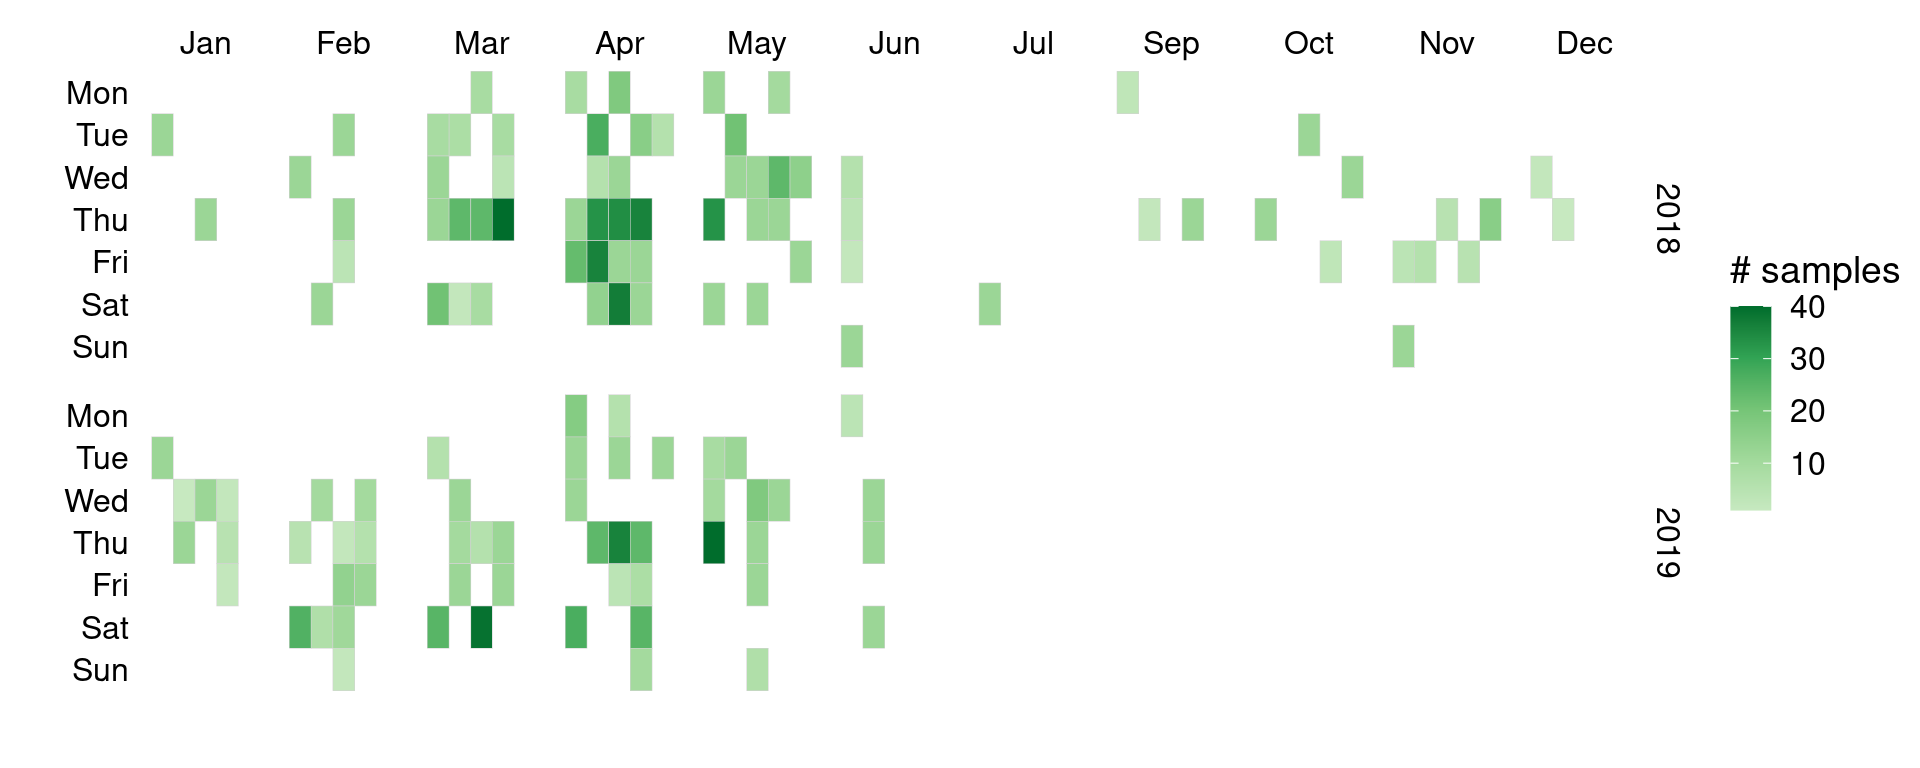 Jan Feb Mar Apr May Jun Jul Sep Oct Nov Dec
Mon
Tue
Wed
Thu
Fri
Sat
Sun
2018
Mon
Tue
Wed
Thu
Fri
Sat
Sun
2019
# samples
40
30
20
10